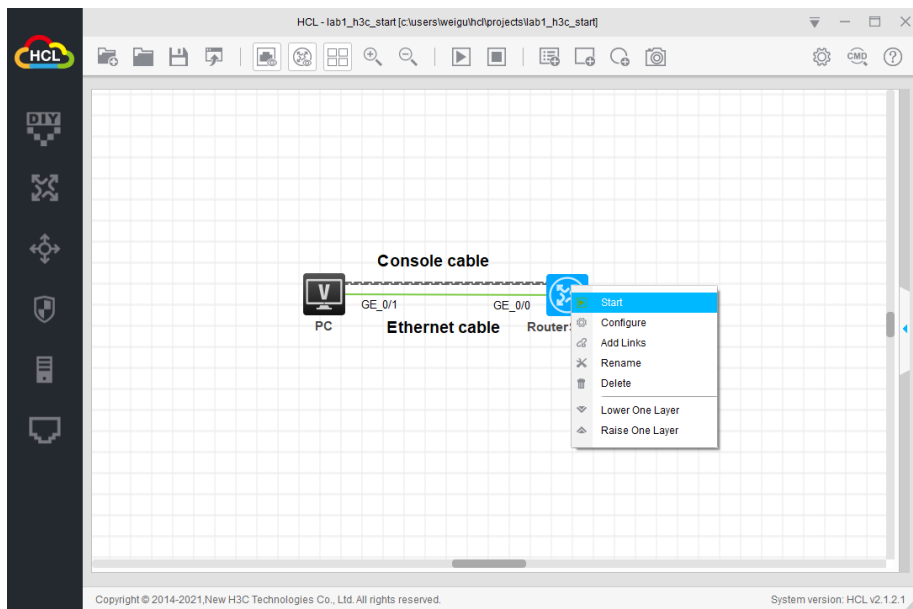 HCL - lab1_h3c_start [c:\users\weigu\hcl\projects\lab1_h3c_start]
HCL
CMD
DIY
Console cable
V
GE_0/1
GE_0/0
PC
Ethernet cable
Start
Configure
Add Links
Rename
Delete
Lower One Layer
Raise One Layer
Copyright © 2014-2021,New H3C Technologies Co., Ltd. All rights reserved.
System version: HCL v2.1.2.1